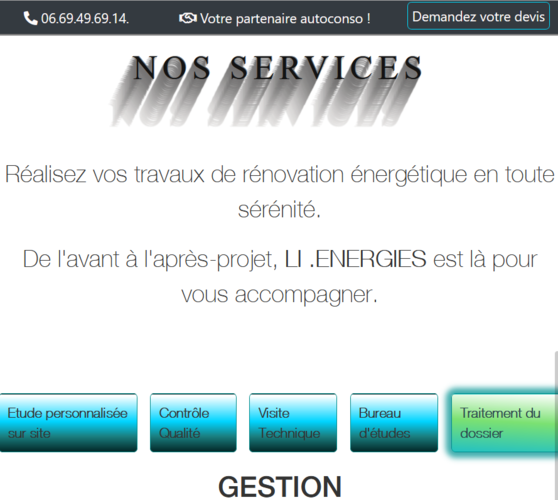 06.69.49.69.14. Votre partenaire autoconso ! Demandez votre devis
NOS SERVICES
Réalisez vos travaux de rénovation énergétique en toute
sérénité.
De l'avant à l'après-projet, LI .ENERGIES est là pour
vous accompagner.
Etude personnalisée
sur site
Contrôle
Qualité
Visite
Technique
Bureau
d'études
Traitement du
dossier
GESTION